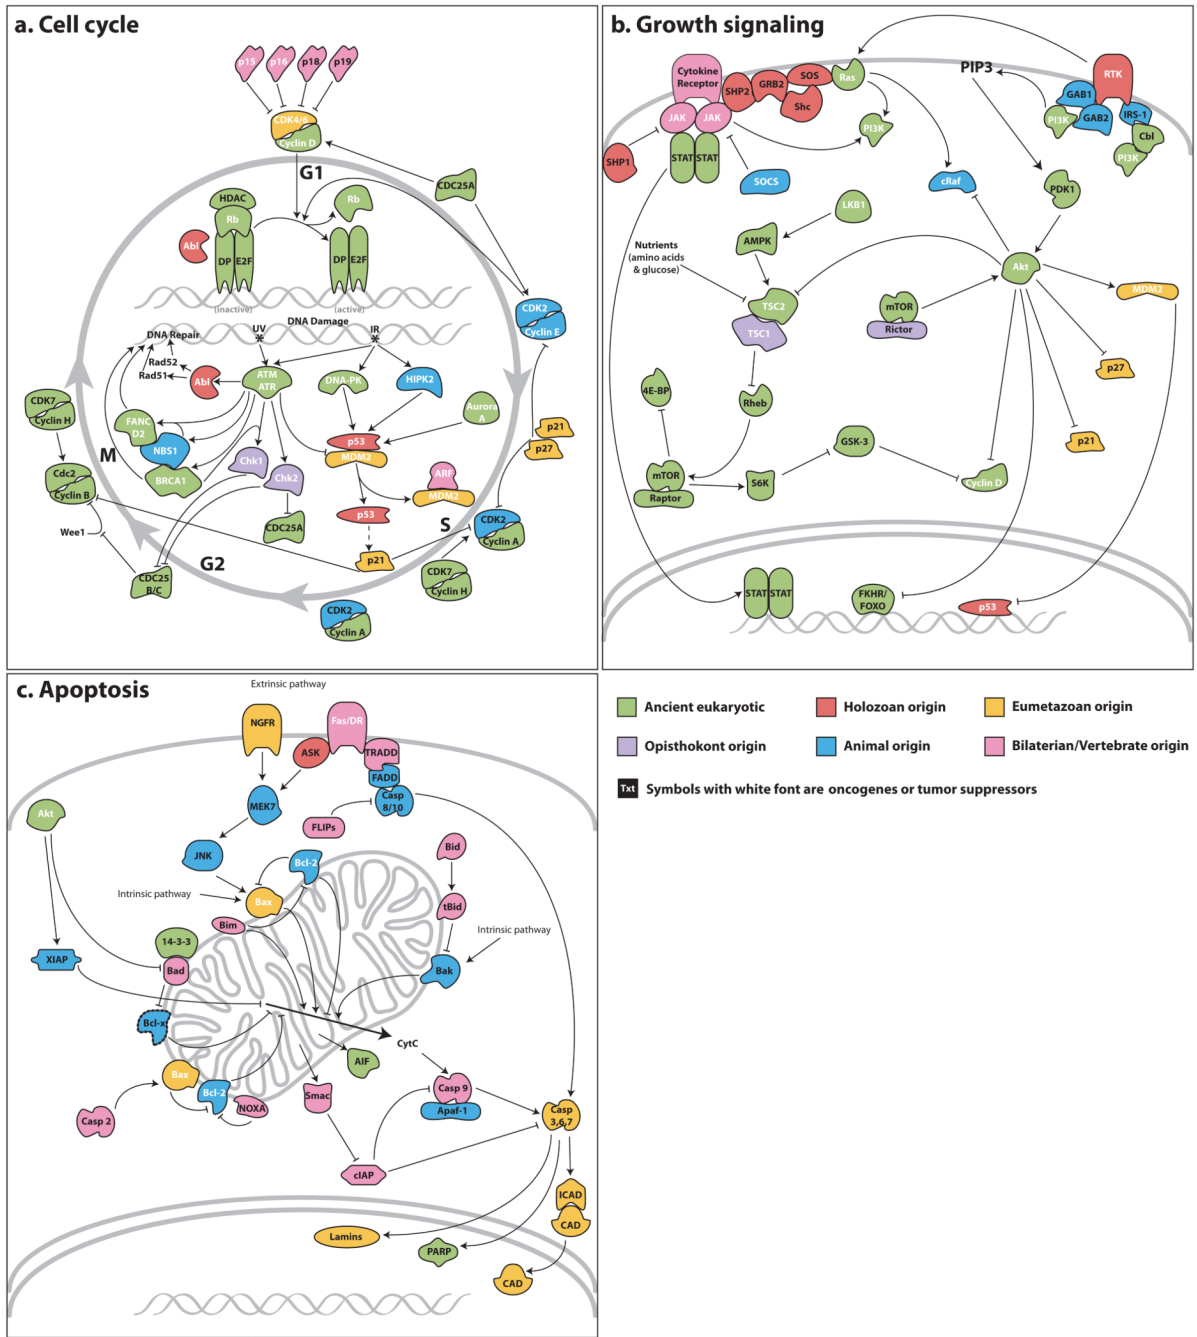 a. Cell cycle
p15
p16
p18
p19
CDK4/6
Cyclin D
G1
CDC25A
HDAC
Rb
Rb
Abl
DP
E2F
DP
E2F
(inactive)
(active)
CDK2
Cyclin E
DNA Damage
DNA Repair
UV
IR
Rad52
Rad51
Abl
ATM
ATR
DNA-PK
HIPK2
CDK7
Cyclin H
FANC
D2
NBS1
BRCA1
Aurora
A
p53
MDM2
p21
p27
M
Chk1
Chk2
Cdc2
Cyclin B
ARF
MDM2
CDC25A
p53
S
CDK2
Cyclin A
Wee1
p21
G2
CDC25
B/C
CDK7
Cyclin H
CDK2
Cyclin A
b. Growth signaling
Cytokine
Receptor
SHP2
GRB2
SOS
Shc
Ras
PIP3
RTK
GAB1
GAB2
PI3K
IRS-1
Cbl
PI3K
JAK
JAK
PI3K
SHP1
STAT
STAT
SOCS
cRaf
PDK1
LKB1
AMPK
Nutrients
(amino acids
& glucose)
Akt
TSC2
TSC1
mTOR
Rictor
MDM2
p27
4E-BP
Rheb
GSK-3
p21
mTOR
Raptor
S6K
Cyclin D
STAT
STAT
FKHR/
FOXO
p53
c. Apoptosis
Extrinsic pathway
NGFR
Fas/DR
ASK
TRADD
FADD
Casp
8/10
MEK7
FLIPs
Akt
JNK
Bcl-2
Bid
Intrinsic pathway
Bax
tBid
Bim
Intrinsic pathway
14-3-3
Bad
XIAP
Bak
Bcl-x
CytC
AIF
Bax
Bcl-2
NOXA
Casp 2
Smac
Casp 9
Apaf-1
Casp
3,6,7
cIAP
ICAD
CAD
Lamins
PARP
CAD
Ancient eukaryotic
Holozoan origin
Eumetazoan origin
Opisthokont origin
Animal origin
Bilaterian/Vertebrate origin
Txt
Symbols with white font are oncogenes or tumor suppressors